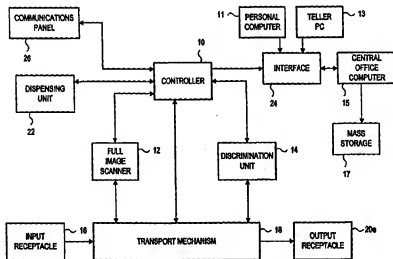 COMMUNICATIONS
PANEL
26
11
PERSONAL
COMPUTER
TELLER
PC
13
10
CONTROLLER
INTERFACE
24
CENTRAL
OFFICE
COMPUTER
15
DISPENSING
UNIT
22
FULL
IMAGE
SCANNER
12
DISCRIMINATION
UNIT
14
MASS
STORAGE
17
INPUT
RECEPTACLE
16
TRANSPORT MECHANISM
18
OUTPUT
RECEPTACLE
20a